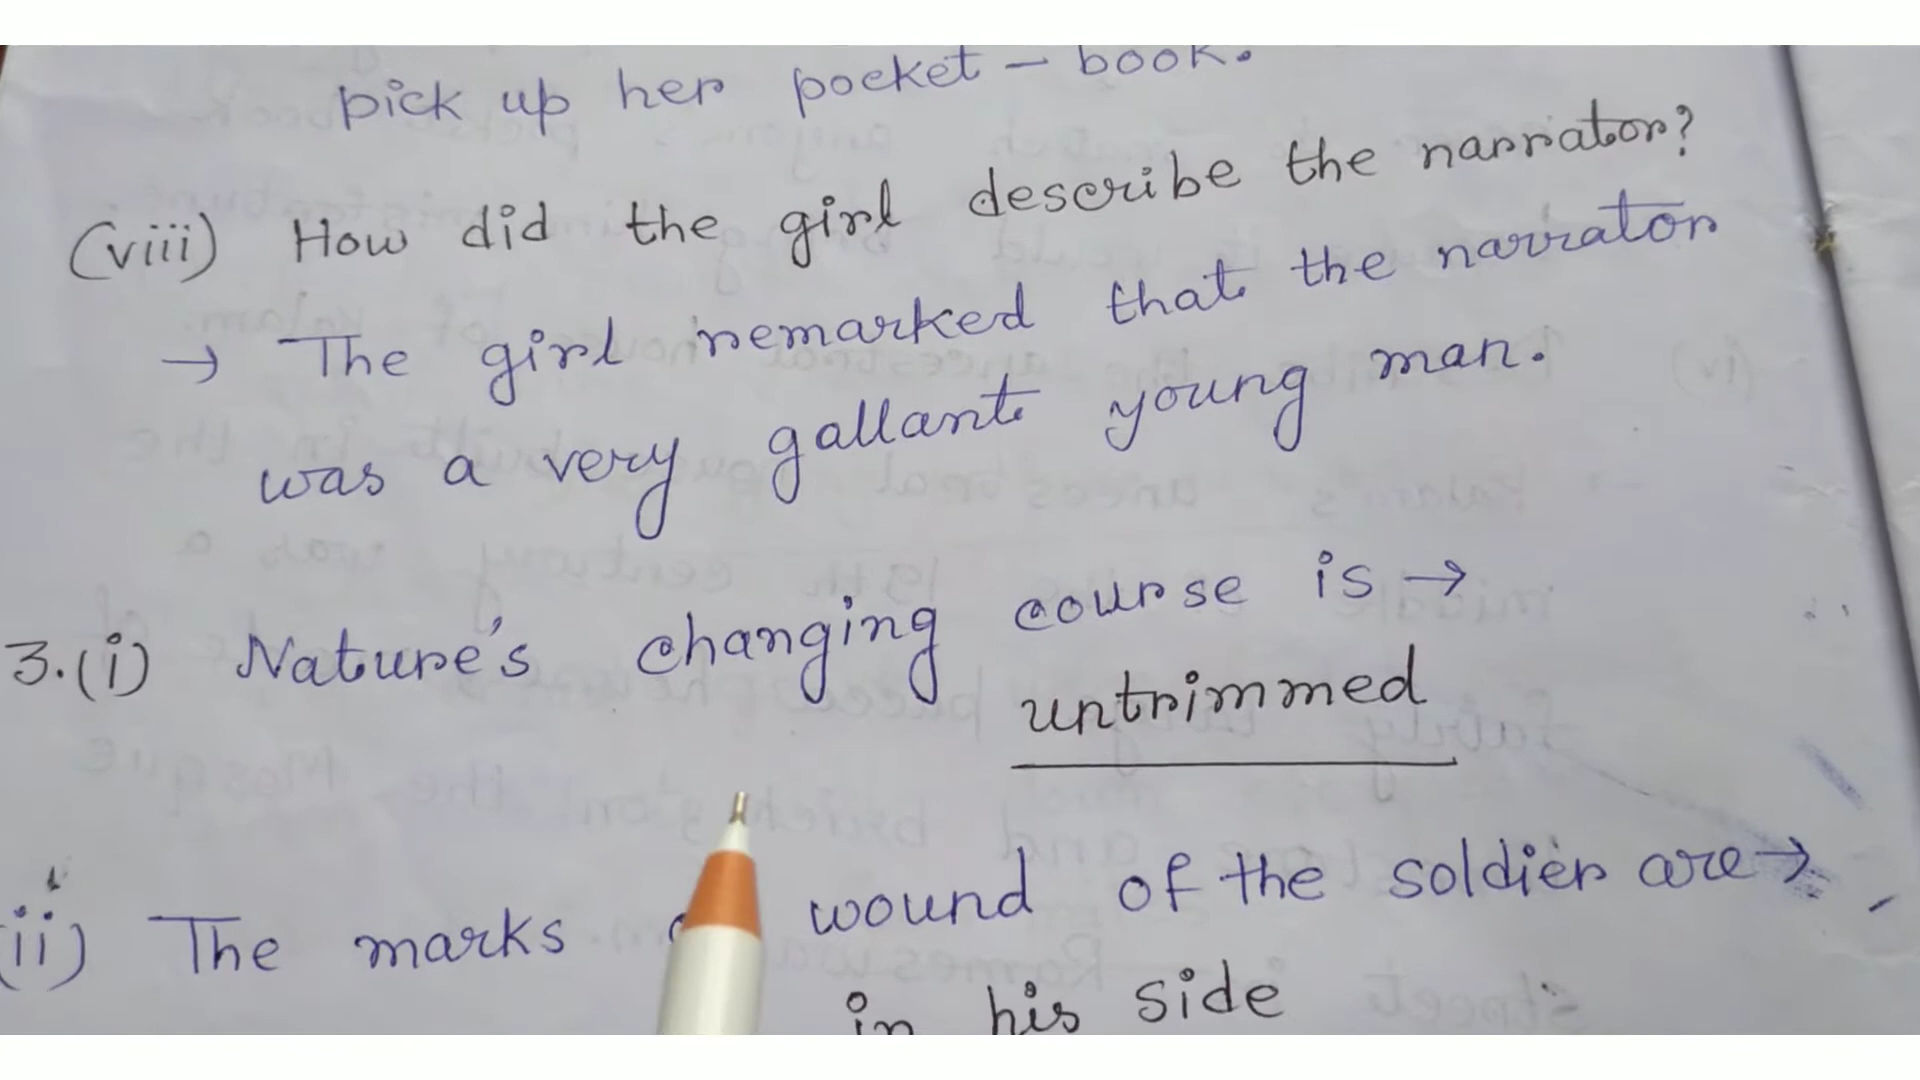 pick up her pocket - book.
(viii) How did the girl describe the narrator?
→ The girl remarked that the narrator
was a very gallant young man.
3.(i) Nature's changing course is →
untrimmed
(ii) The marks wound of the soldier are →
in his side